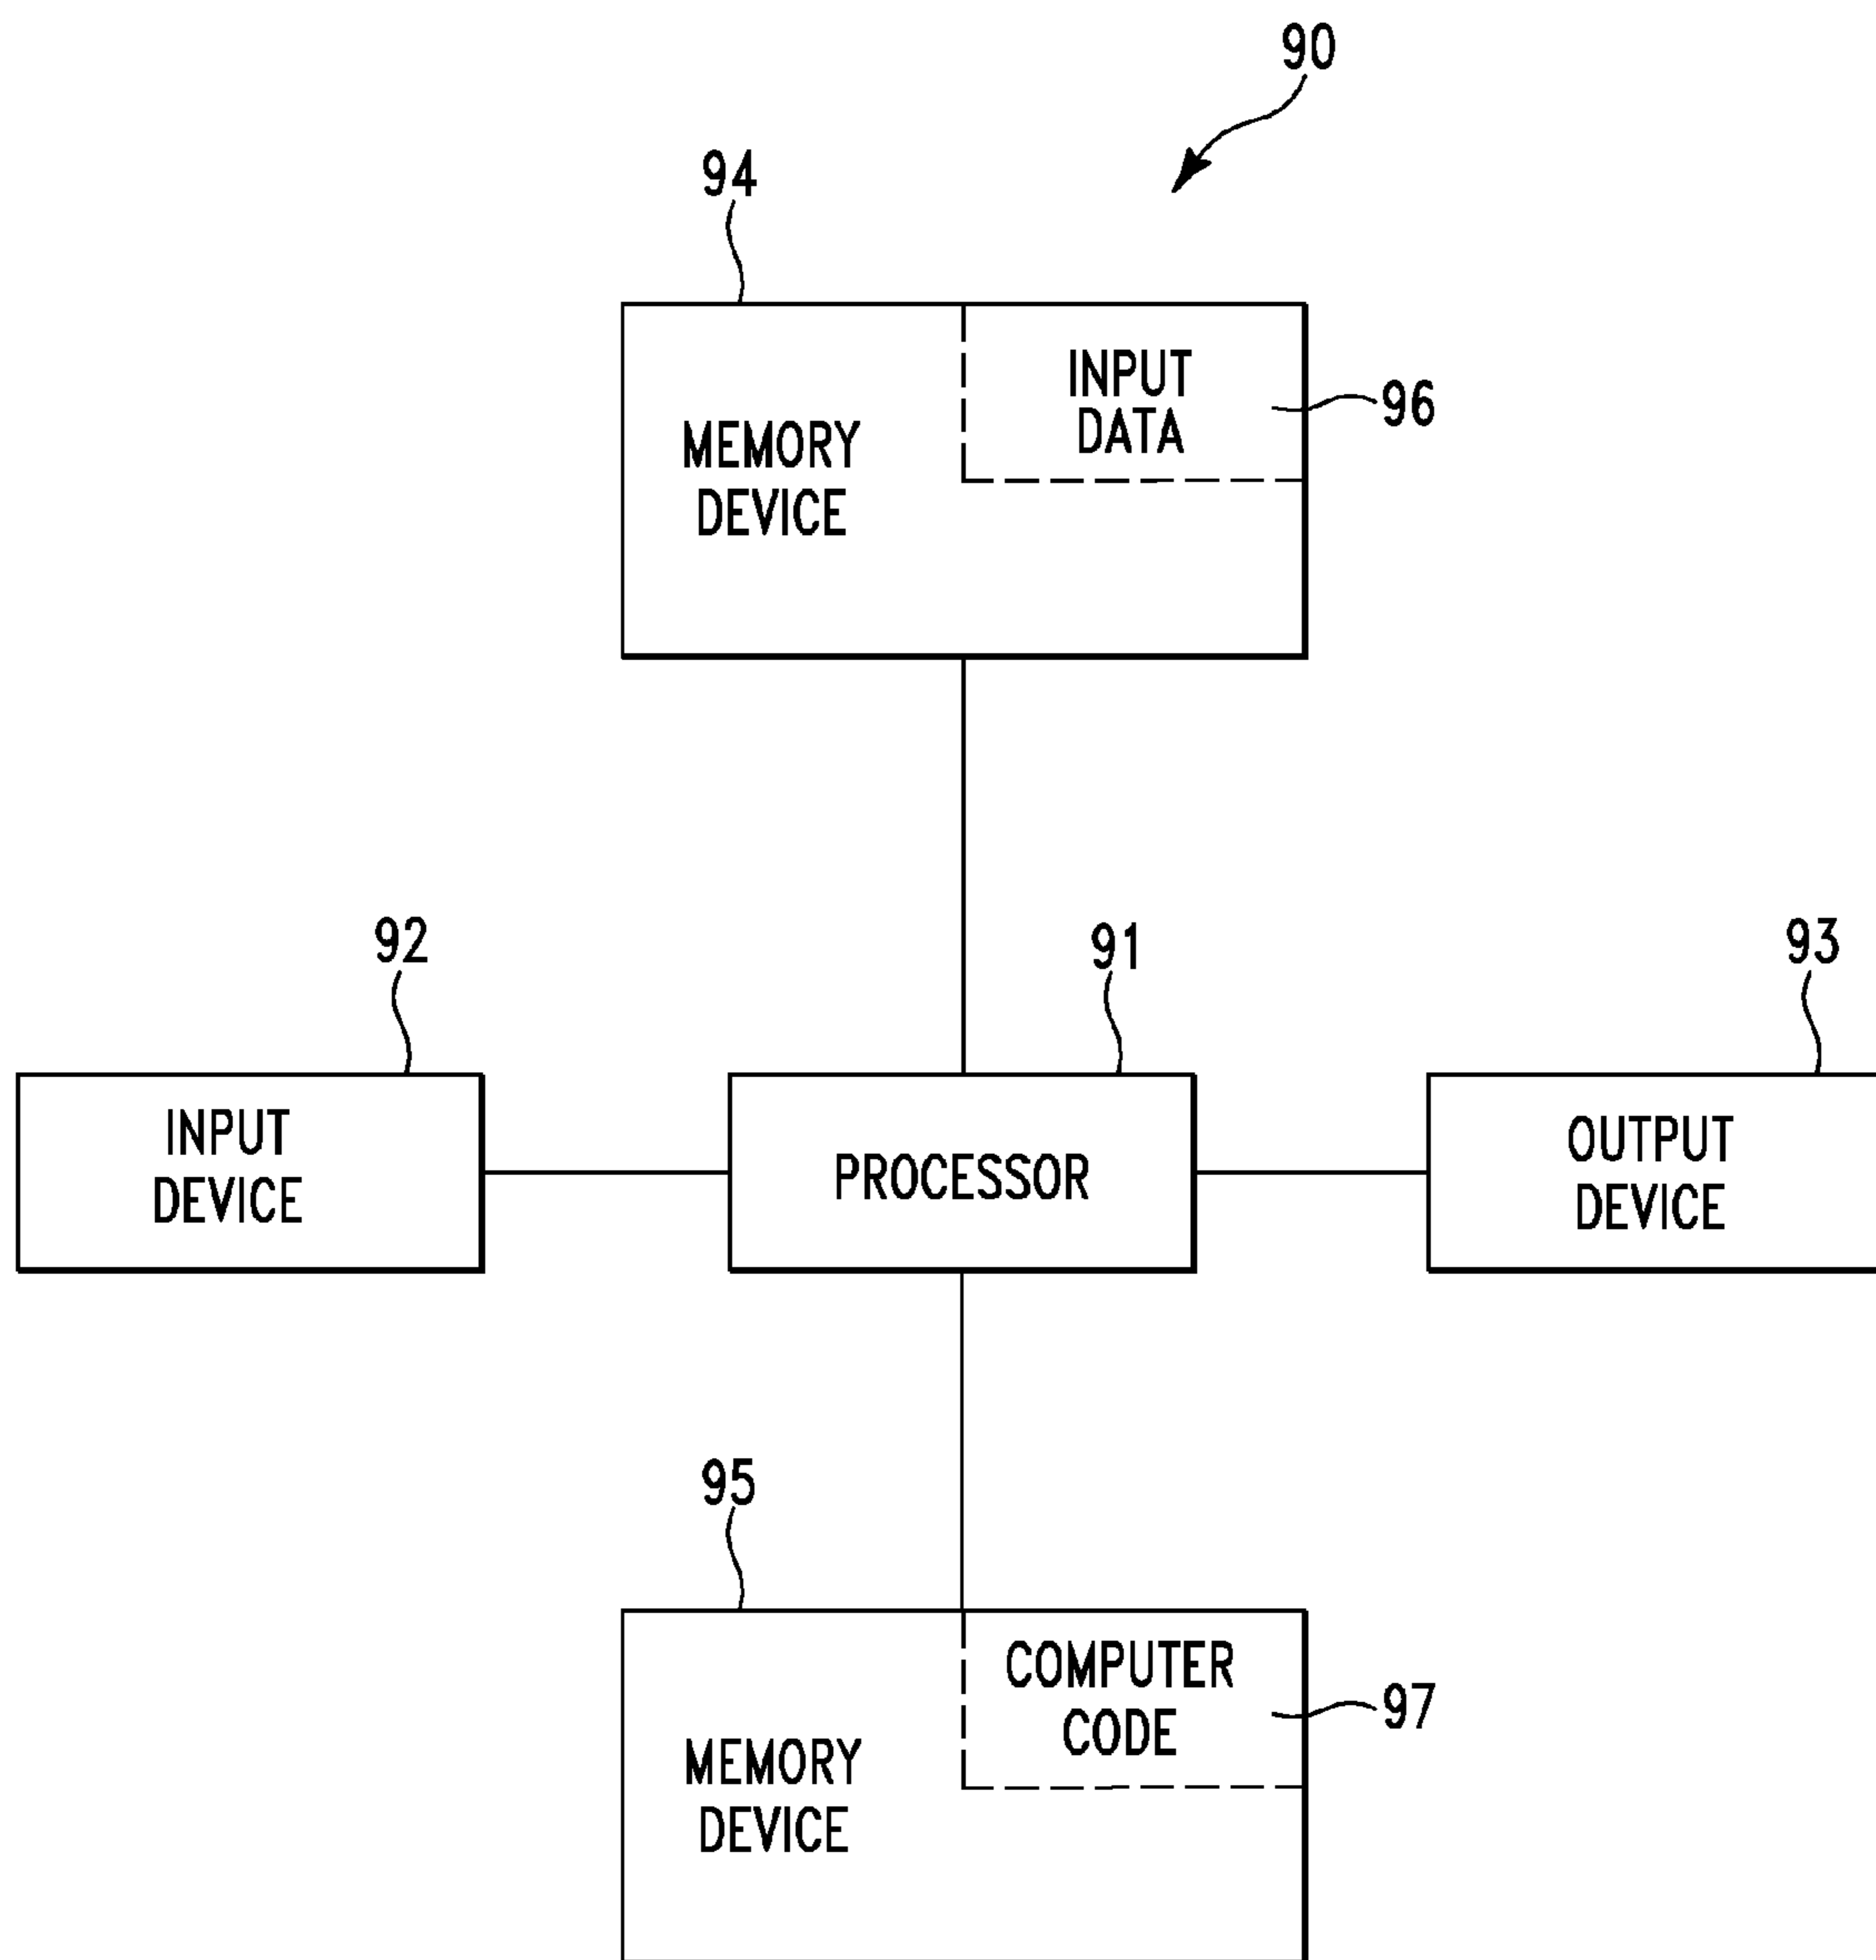 90
94
INPUT
DATA
96
MEMORY
DEVICE
92
91
93
INPUT
DEVICE
PROCESSOR
OUTPUT
DEVICE
95
COMPUTER
CODE
97
MEMORY
DEVICE